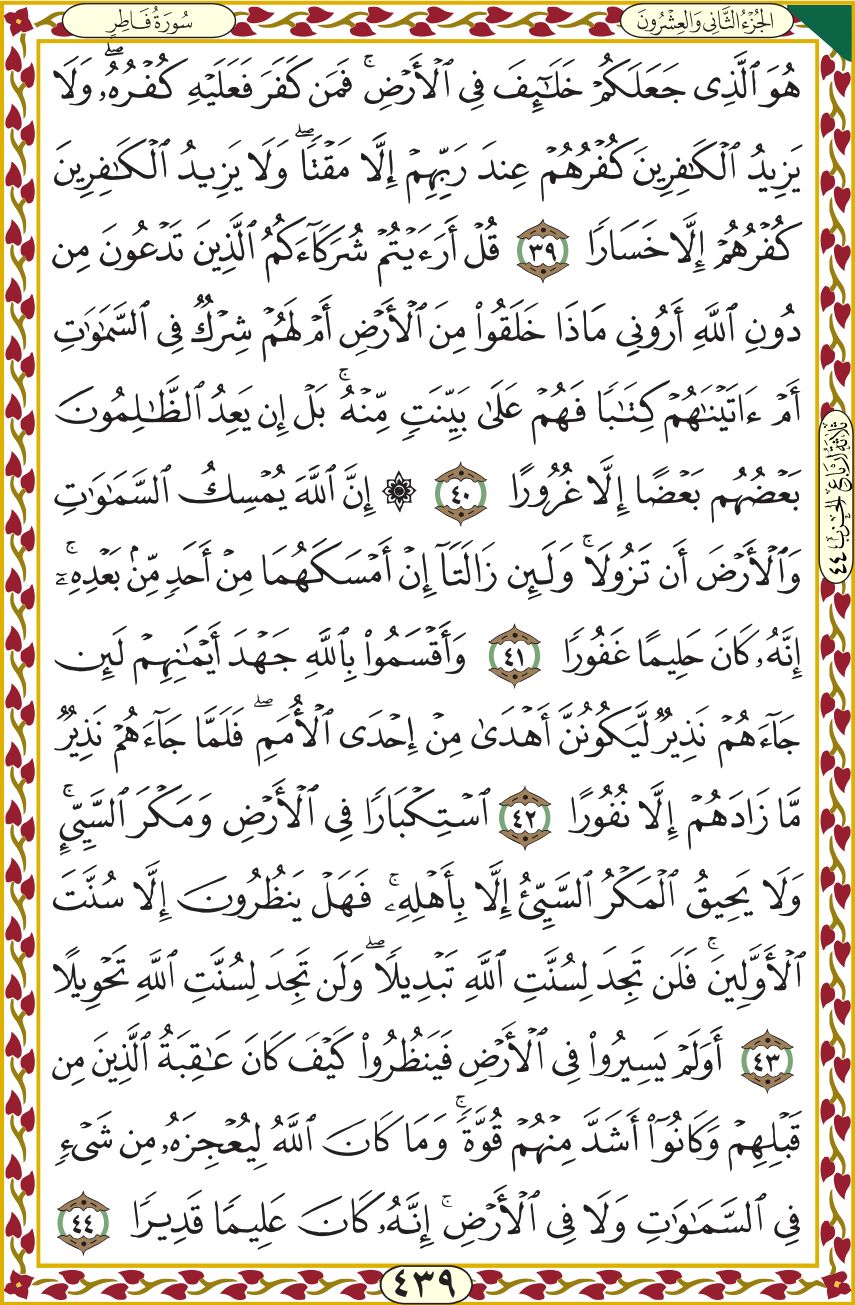 الجُزْءُ الثَّانِي وَالعِشْرُونَ
سُورَةُ فَاطِرٍ
هُوَ ٱلَّذِى جَعَلَكُمْ خَلَـٰٓئِفَ فِى ٱلْأَرْضِ ۚ فَمَن كَفَرَ فَعَلَيْهِ كُفْرُهُۥ ۖ وَلَا
يَزِيدُ ٱلْكَـٰفِرِينَ كُفْرُهُمْ عِندَ رَبِّهِمْ إِلَّا مَقْتًا ۖ وَلَا يَزِيدُ ٱلْكَـٰفِرِينَ
كُفْرُهُمْ إِلَّا خَسَارًا ٣٩ قُلْ أَرَءَيْتُمْ شُرَكَآءَكُمُ ٱلَّذِينَ تَدْعُونَ مِن
دُونِ ٱللَّهِ أَرُونِى مَاذَا خَلَقُوا۟ مِنَ ٱلْأَرْضِ أَمْ لَهُمْ شِرْكٌ فِى ٱلسَّمَـٰوَٰتِ
أَمْ ءَاتَيْنَـٰهُمْ كِتَـٰبًا فَهُمْ عَلَىٰ بَيِّنَتٍ مِّنْهُ ۚ بَلْ إِن يَعِدُ ٱلظَّـٰلِمُونَ
بَعْضُهُم بَعْضًا إِلَّا غُرُورًا ٤٠ ۞ إِنَّ ٱللَّهَ يُمْسِكُ ٱلسَّمَـٰوَٰتِ
وَٱلْأَرْضَ أَن تَزُولَا ۚ وَلَئِن زَالَتَآ إِنْ أَمْسَكَهُمَا مِنْ أَحَدٍ مِّنۢ بَعْدِهِۦٓ ۚ
إِنَّهُۥ كَانَ حَلِيمًا غَفُورًا ٤١ وَأَقْسَمُوا۟ بِٱللَّهِ جَهْدَ أَيْمَـٰنِهِمْ لَئِن
جَآءَهُمْ نَذِيرٌ لَّيَكُونُنَّ أَهْدَىٰ مِنْ إِحْدَى ٱلْأُمَمِ ۖ فَلَمَّا جَآءَهُمْ نَذِيرٌ
مَّا زَادَهُمْ إِلَّا نُفُورًا ٤٢ ٱسْتِكْبَارًا فِى ٱلْأَرْضِ وَمَكْرَ ٱلسَّيِّئِ ۚ
وَلَا يَحِيقُ ٱلْمَكْرُ ٱلسَّيِّئُ إِلَّا بِأَهْلِهِۦ ۚ فَهَلْ يَنظُرُونَ إِلَّا سُنَّتَ
ٱلْأَوَّلِينَ ۚ فَلَن تَجِدَ لِسُنَّتِ ٱللَّهِ تَبْدِيلًا ۖ وَلَن تَجِدَ لِسُنَّتِ ٱللَّهِ تَحْوِيلًا
٤٣ أَوَلَمْ يَسِيرُوا۟ فِى ٱلْأَرْضِ فَيَنظُرُوا۟ كَيْفَ كَانَ عَـٰقِبَةُ ٱلَّذِينَ مِن
قَبْلِهِمْ وَكَانُوٓا۟ أَشَدَّ مِنْهُمْ قُوَّةً ۚ وَمَا كَانَ ٱللَّهُ لِيُعْجِزَهُۥ مِن شَىْءٍ
فِى ٱلسَّمَـٰوَٰتِ وَلَا فِى ٱلْأَرْضِ ۚ إِنَّهُۥ كَانَ عَلِيمًا قَدِيرًا ٤٤
ثَلَاثَةُ أَرْبَاعِ الحِزْبِ ٤٤
٤٣٩